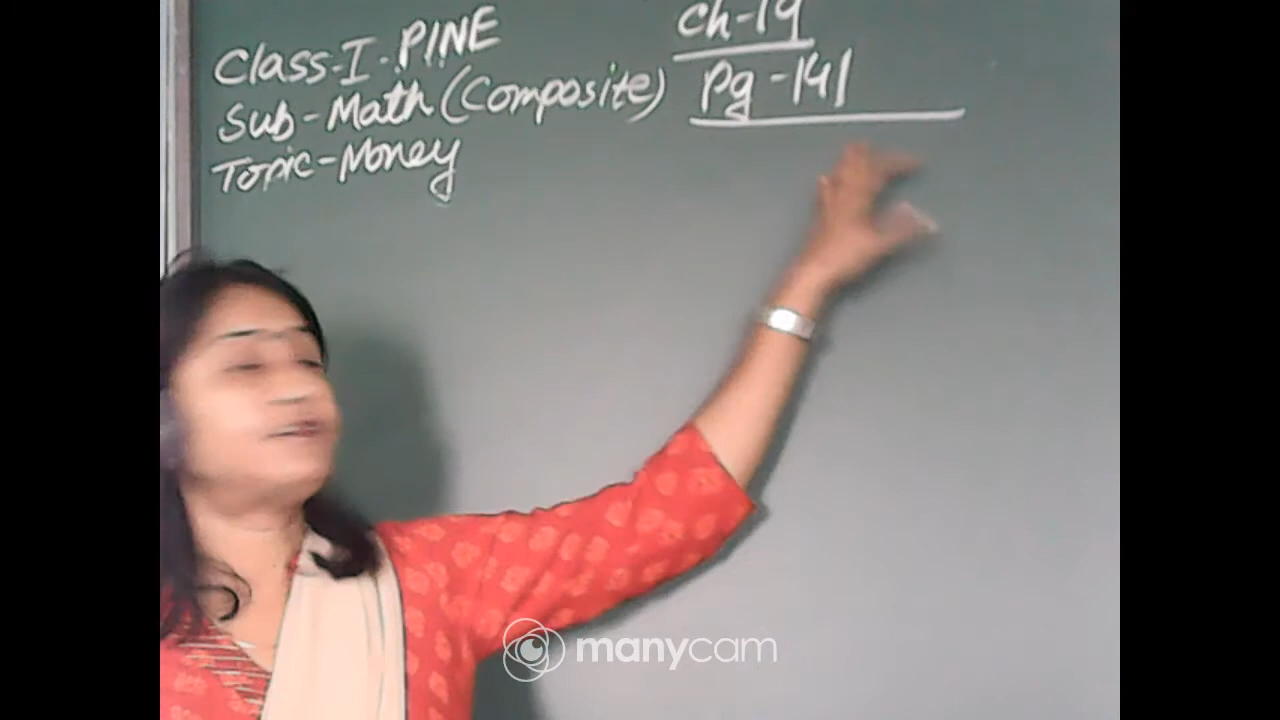 Class-I-PINE
Sub-Math (Composite)
Topic-Money
Ch-19
Pg-141
manycam